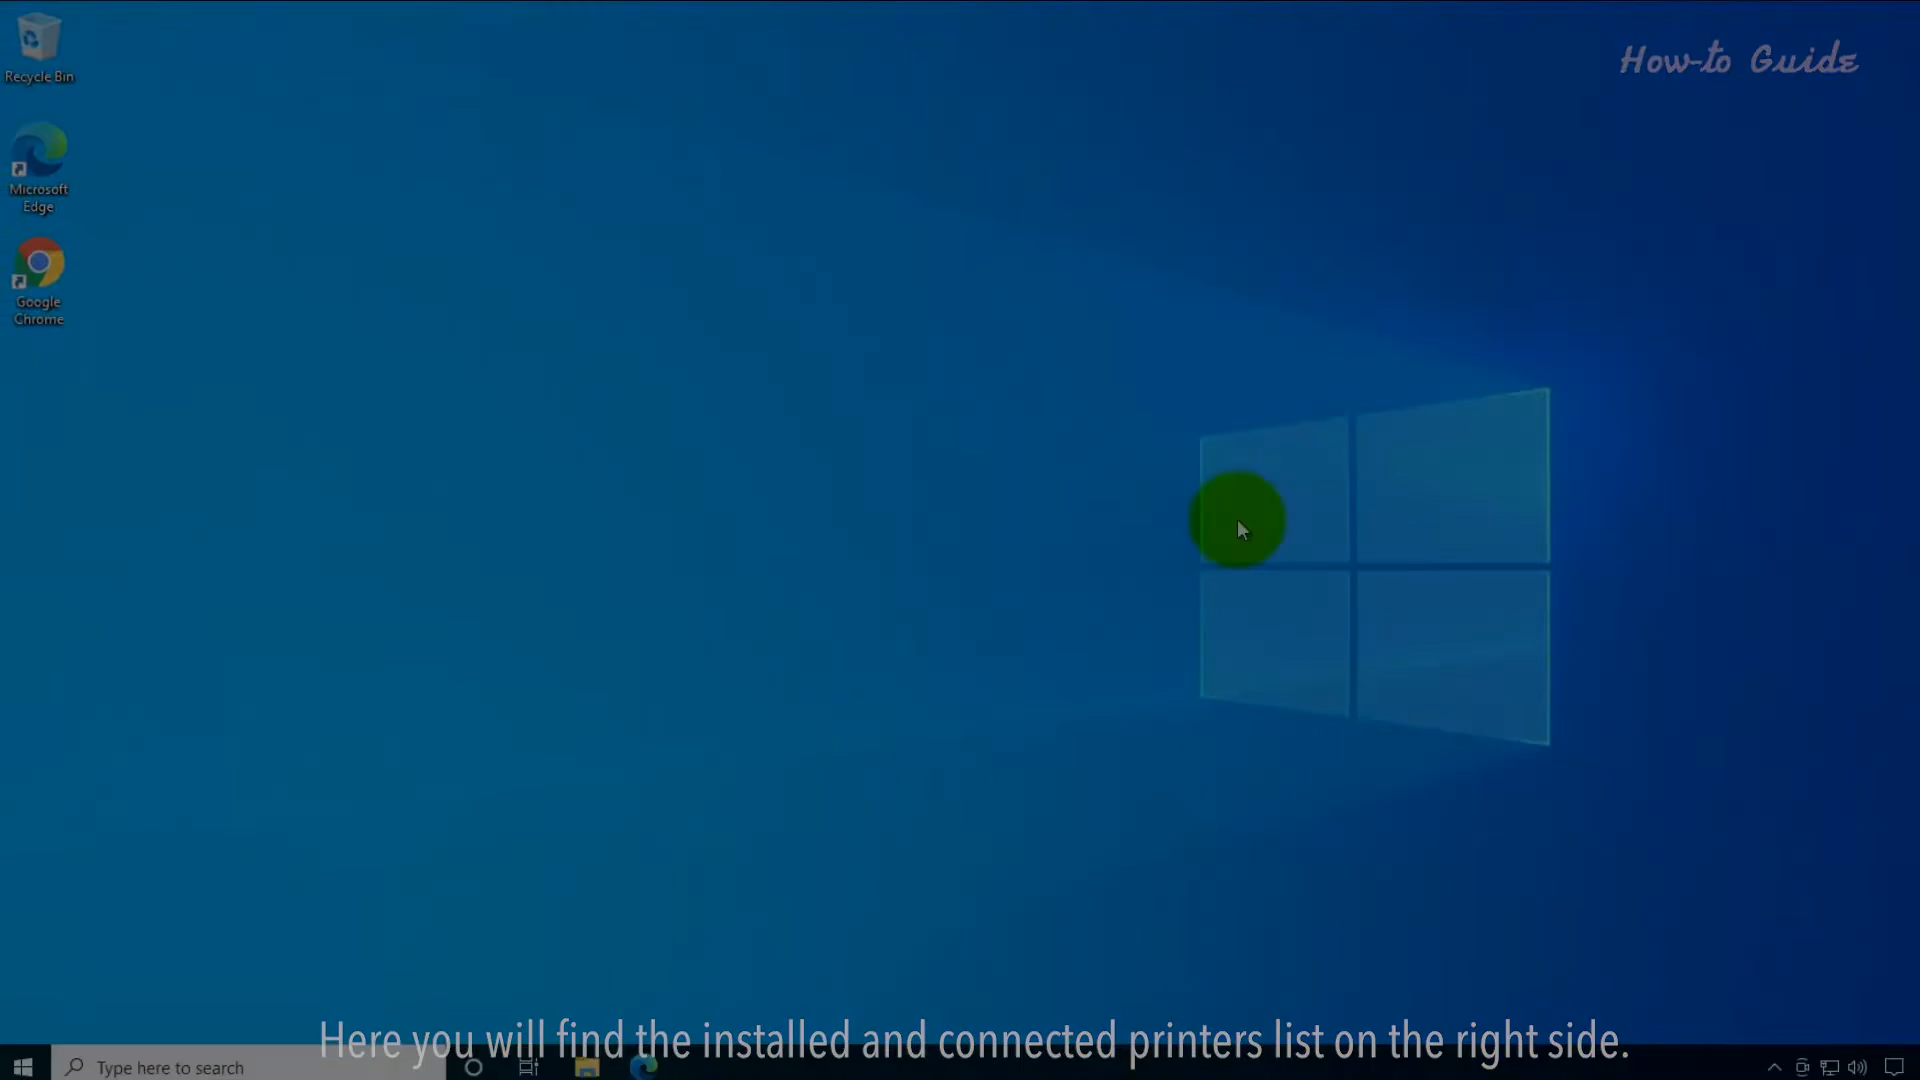 Recycle Bin
How-to Guide
Microsoft
Edge
Google
Chrome
Here you will find the installed and connected printers list on the right side.
Type here to search